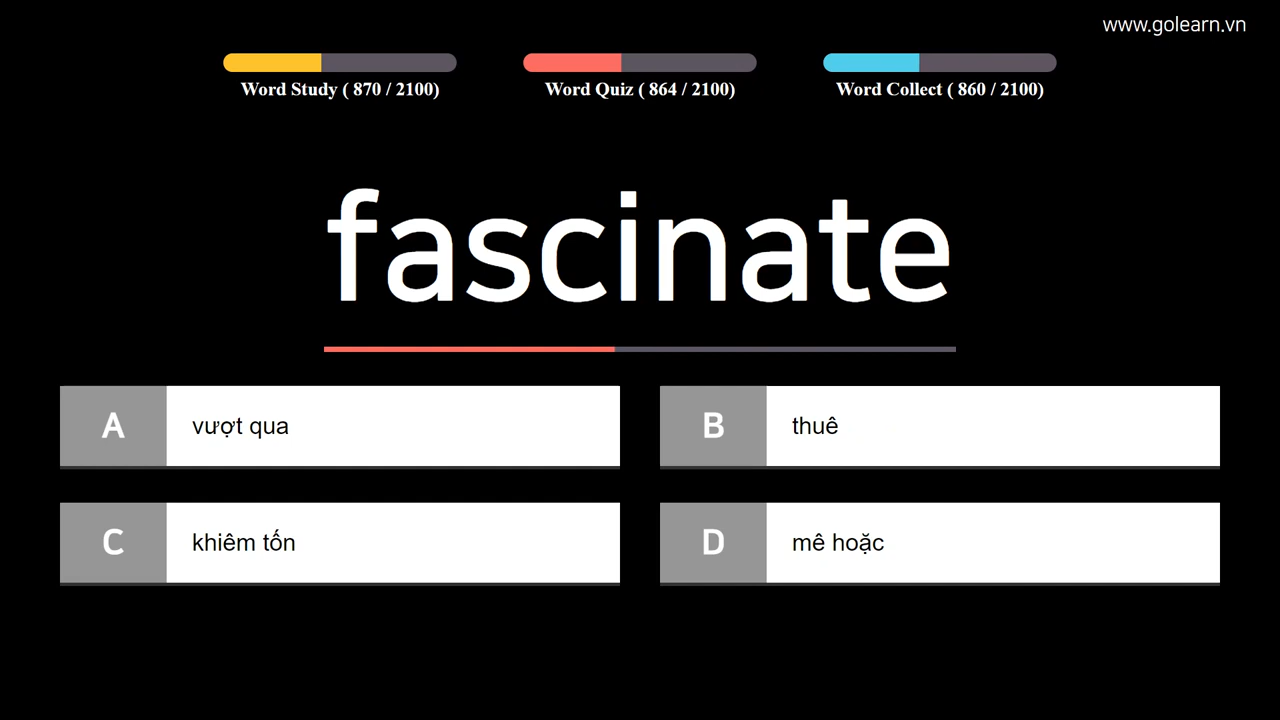 www.golearn.vn
Word Study ( 870 / 2100)
Word Quiz ( 864 / 2100)
Word Collect ( 860 / 2100)
fascinate
A vượt qua
B thuê
C khiêm tốn
D mê hoặc